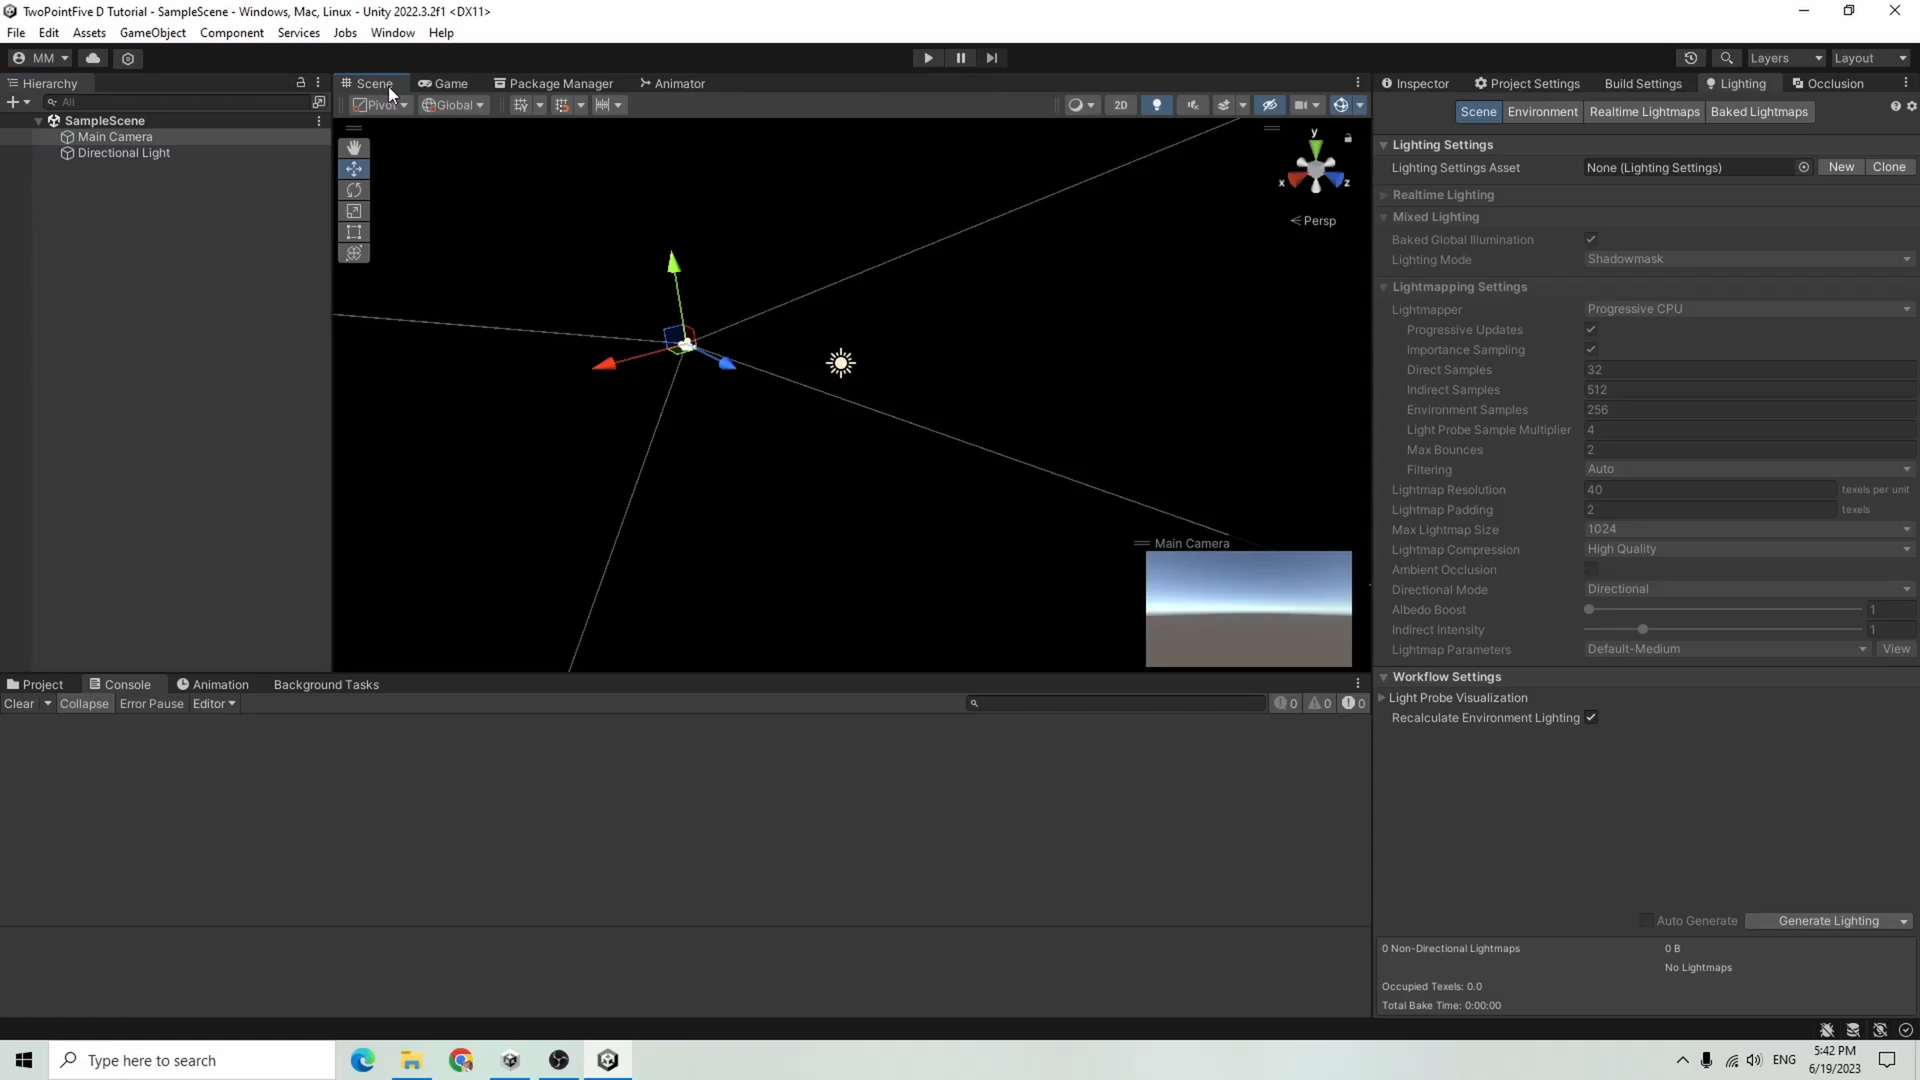 TwoPointFive D Tutorial - SampleScene - Windows, Mac, Linux - Unity 2022.3.2f1 <DX11>
File Edit Assets GameObject Component Services Jobs Window Help
MM Layers Layout
Hierarchy
All
SampleScene
Main Camera
Directional Light
Scene Game Package Manager Animator
Pivot Global 2D
y
x
z
Persp
Main Camera
Inspector Project Settings Build Settings Lighting Occlusion
Scene Environment Realtime Lightmaps Baked Lightmaps
Lighting Settings
Lighting Settings Asset None (Lighting Settings) New Clone
Realtime Lighting
Mixed Lighting
Baked Global Illumination
Lighting Mode Shadowmask
Lightmapping Settings
Lightmapper Progressive CPU
Progressive Updates
Importance Sampling
Direct Samples 32
Indirect Samples 512
Environment Samples 256
Light Probe Sample Multiplier 4
Max Bounces 2
Filtering Auto
Lightmap Resolution 40 texels per unit
Lightmap Padding 2 texels
Max Lightmap Size 1024
Lightmap Compression High Quality
Ambient Occlusion
Directional Mode Directional
Albedo Boost 1
Indirect Intensity 1
Lightmap Parameters Default-Medium View
Workflow Settings
Light Probe Visualization
Recalculate Environment Lighting
Auto Generate Generate Lighting
0 Non-Directional Lightmaps 0 B
No Lightmaps
Occupied Texels: 0.0
Total Bake Time: 0:00:00
Project Console Animation Background Tasks
Clear Collapse Error Pause Editor 0 0 0
Type here to search
ENG
5:42 PM
6/19/2023